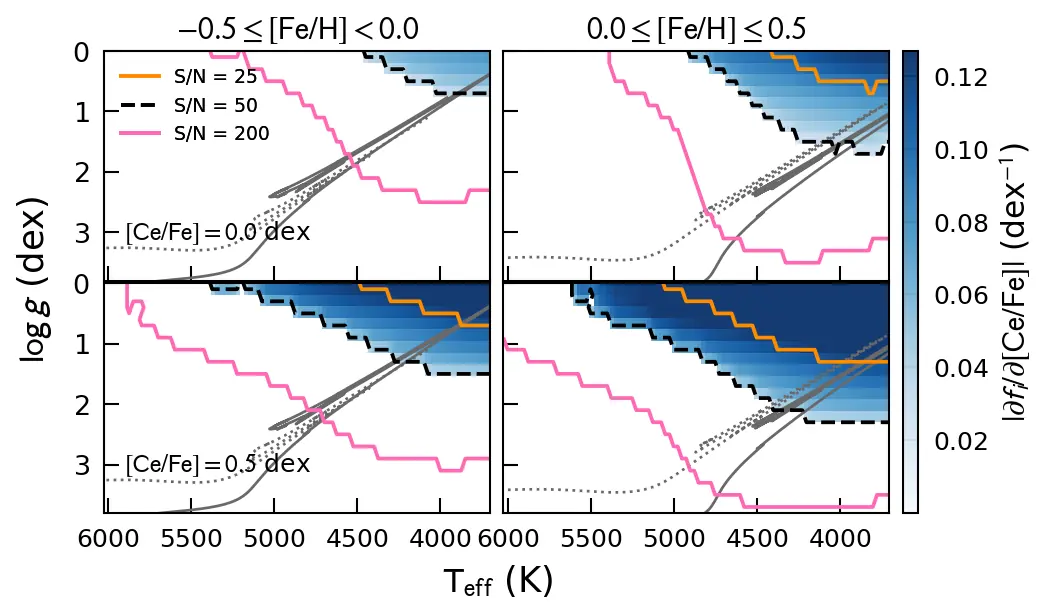 −0.5 ≤ [Fe/H] < 0.0
0.0 ≤ [Fe/H] ≤ 0.5
S/N = 25
S/N = 50
S/N = 200
[Ce/Fe] = 0.0 dex
[Ce/Fe] = 0.5 dex
0
1
2
3
0
1
2
3
log g (dex)
6000 5500 5000 4500 4000 6000 5500 5000 4500 4000
T_eff (K)
0.12
0.10
0.08
0.06
0.04
0.02
|∂f_i/∂[Ce/Fe]| (dex⁻¹)